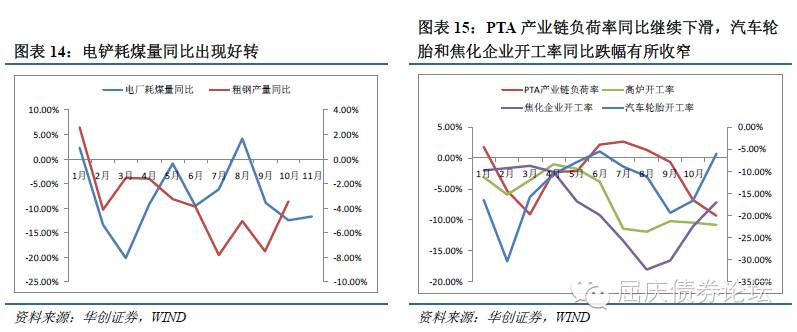 图表 14：电铲耗煤量同比出现好转
电厂耗煤量同比
粗钢产量同比
10.00%
5.00%
0.00%
-5.00%
-10.00%
-15.00%
-20.00%
-25.00%
4.00%
2.00%
0.00%
-2.00%
-4.00%
-6.00%
-8.00%
-10.00%
1月 2月 3月 4月 5月 6月 7月 8月 9月 10月 11月
资料来源：华创证券，WIND
图表 15：PTA 产业链负荷率同比继续下滑，汽车轮
胎和焦化企业开工率同比跌幅有所收窄
PTA产业链负荷率
高炉开工率
焦化企业开工率
汽车轮胎开工率
5.00%
0.00%
-5.00%
-10.00%
-15.00%
-20.00%
0.00%
-5.00%
-10.00%
-15.00%
-20.00%
-25.00%
-30.00%
-35.00%
1月 2月 3月 4月 5月 6月 7月 8月 9月 10月
资料来源：华创证券，WIND
屈庆债券论坛